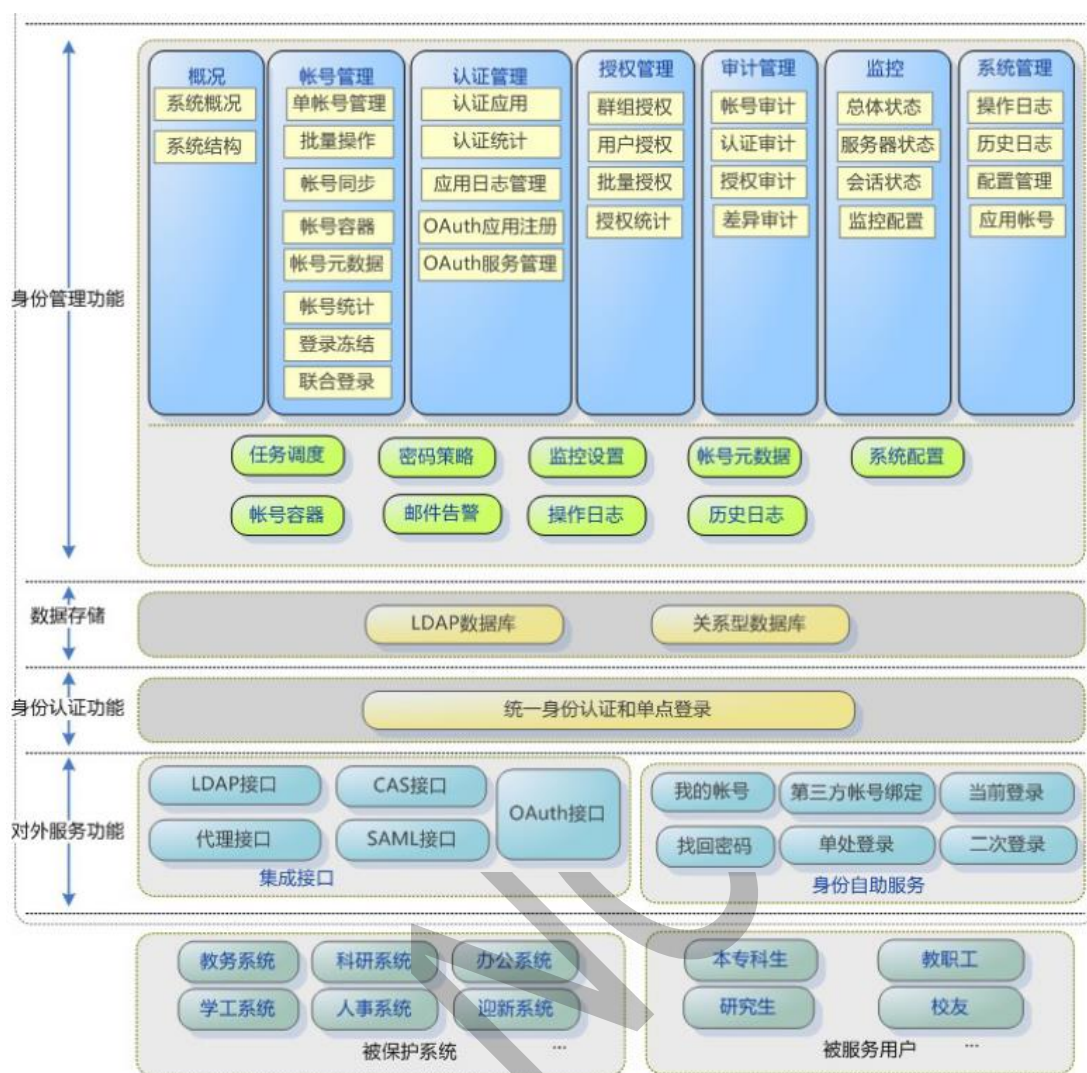 身份管理功能
概况
系统概况
系统结构
帐号管理
单帐号管理
批量操作
帐号同步
帐号容器
帐号元数据
帐号统计
登录冻结
联合登录
认证管理
认证应用
认证统计
应用日志管理
OAuth应用注册
OAuth服务管理
授权管理
群组授权
用户授权
批量授权
授权统计
审计管理
帐号审计
认证审计
授权审计
差异审计
监控
总体状态
服务器状态
会话状态
监控配置
系统管理
操作日志
历史日志
配置管理
应用帐号
任务调度
密码策略
监控设置
帐号元数据
系统配置
帐号容器
邮件告警
操作日志
历史日志
数据存储
LDAP数据库
关系型数据库
身份认证功能
统一身份认证和单点登录
对外服务功能
LDAP接口
CAS接口
OAuth接口
代理接口
SAML接口
集成接口
我的帐号
第三方帐号绑定
当前登录
找回密码
单处登录
二次登录
身份自助服务
教务系统
科研系统
办公系统
学工系统
人事系统
迎新系统
被保护系统
...
本专科生
教职工
研究生
校友
被服务用户
...